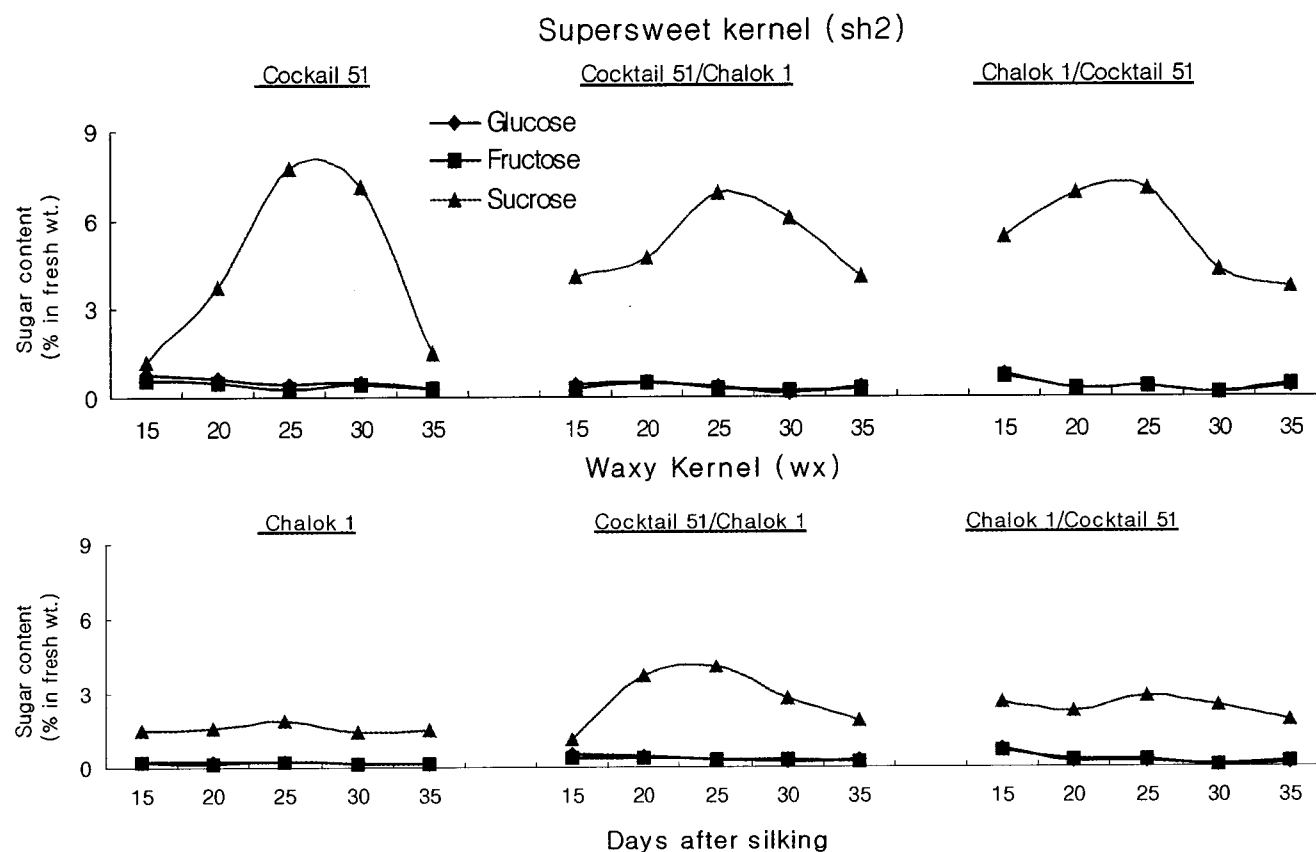 Supersweet kernel (sh2)
Cockail 51
Cocktail 51/Chalok 1
Chalok 1/Cocktail 51
Glucose
Fructose
Sucrose
Sugar content
(% in fresh wt.)
9
6
3
0
15 20 25 30 35 15 20 25 30 35 15 20 25 30 35
Waxy Kernel (wx)
Chalok 1
Cocktail 51/Chalok 1
Chalok 1/Cocktail 51
Sugar content
(% in fresh wt.)
9
6
3
0
15 20 25 30 35 15 20 25 30 35 15 20 25 30 35
Days after silking